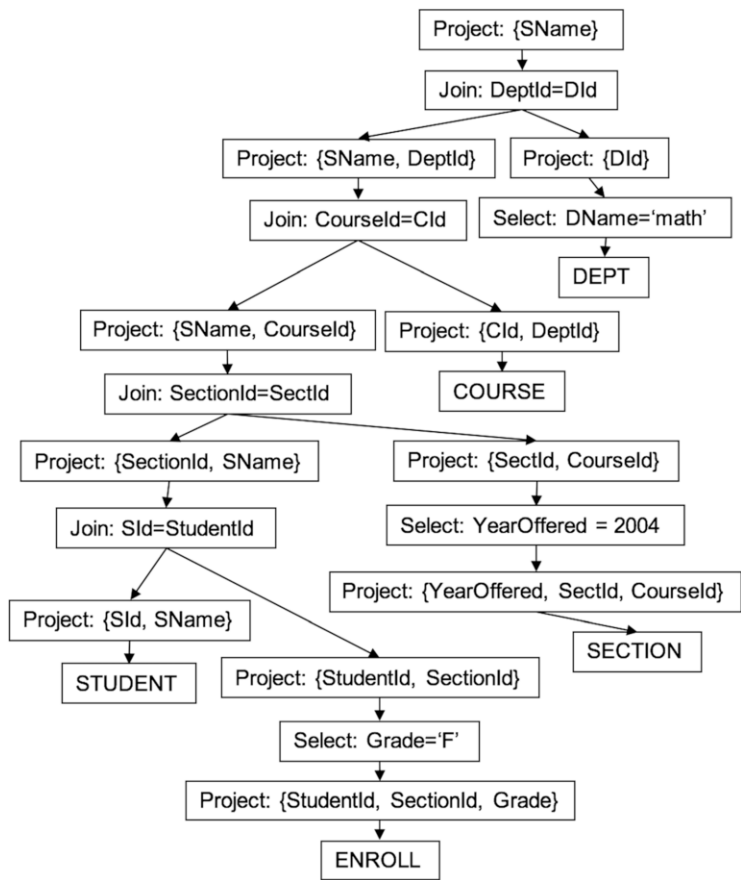 Project: {SName}
Join: DeptId=DId
Project: {SName, DeptId}
Project: {DId}
Join: CourseId=CId
Select: DName=‘math’
DEPT
Project: {SName, CourseId}
Project: {CId, DeptId}
Join: SectionId=SectId
COURSE
Project: {SectionId, SName}
Project: {SectId, CourseId}
Join: SId=StudentId
Select: YearOffered = 2004
Project: {SId, SName}
Project: {YearOffered, SectId, CourseId}
STUDENT
SECTION
Project: {StudentId, SectionId}
Select: Grade=‘F’
Project: {StudentId, SectionId, Grade}
ENROLL